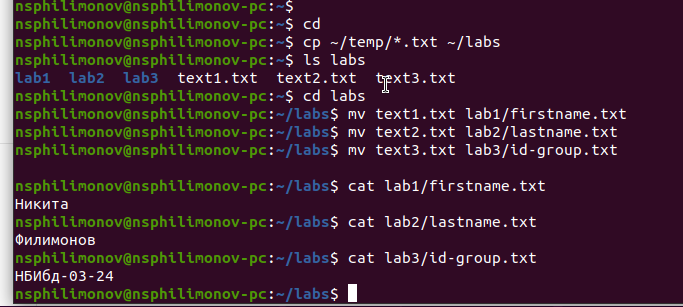 nsphilimonov@nsphilimonov-pc:~$
nsphilimonov@nsphilimonov-pc:~$ cd
nsphilimonov@nsphilimonov-pc:~$ cp ~/temp/*.txt ~/labs
nsphilimonov@nsphilimonov-pc:~$ ls labs
lab1 lab2 lab3 text1.txt text2.txt text3.txt
nsphilimonov@nsphilimonov-pc:~$ cd labs
nsphilimonov@nsphilimonov-pc:~/labs$ mv text1.txt lab1/firstname.txt
nsphilimonov@nsphilimonov-pc:~/labs$ mv text2.txt lab2/lastname.txt
nsphilimonov@nsphilimonov-pc:~/labs$ mv text3.txt lab3/id-group.txt
nsphilimonov@nsphilimonov-pc:~/labs$ cat lab1/firstname.txt
Никита
nsphilimonov@nsphilimonov-pc:~/labs$ cat lab2/lastname.txt
Филимонов
nsphilimonov@nsphilimonov-pc:~/labs$ cat lab3/id-group.txt
НБИбд-03-24
nsphilimonov@nsphilimonov-pc:~/labs$